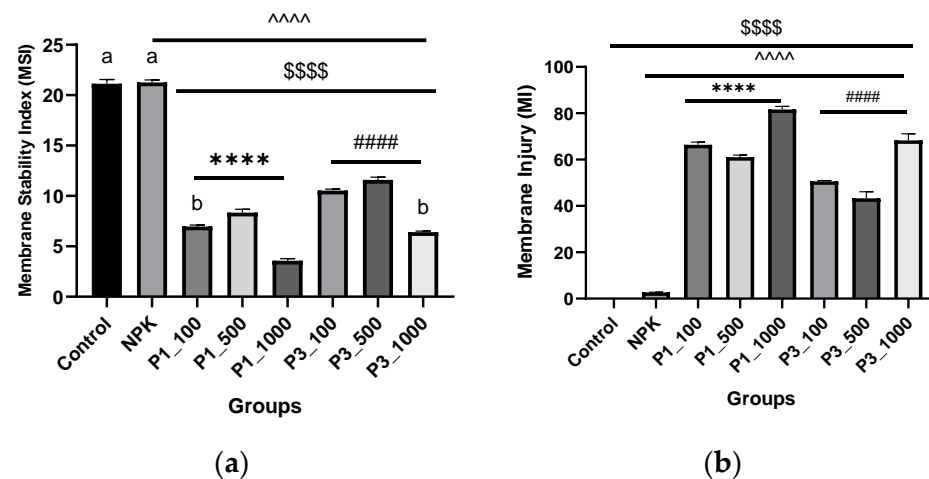 ^^^^
$$$$
a
a
25
20
15
10
5
0
****
####
b
b
Membrane Stability Index (MSI)
Control
NPK
P1_100
P1_500
P1_1000
P3_100
P3_500
P3_1000
Groups
(a)
$$$$
^^^^
****
####
100
80
60
40
20
0
Membrane Injury (MI)
Control
NPK
P1_100
P1_500
P1_1000
P3_100
P3_500
P3_1000
Groups
(b)